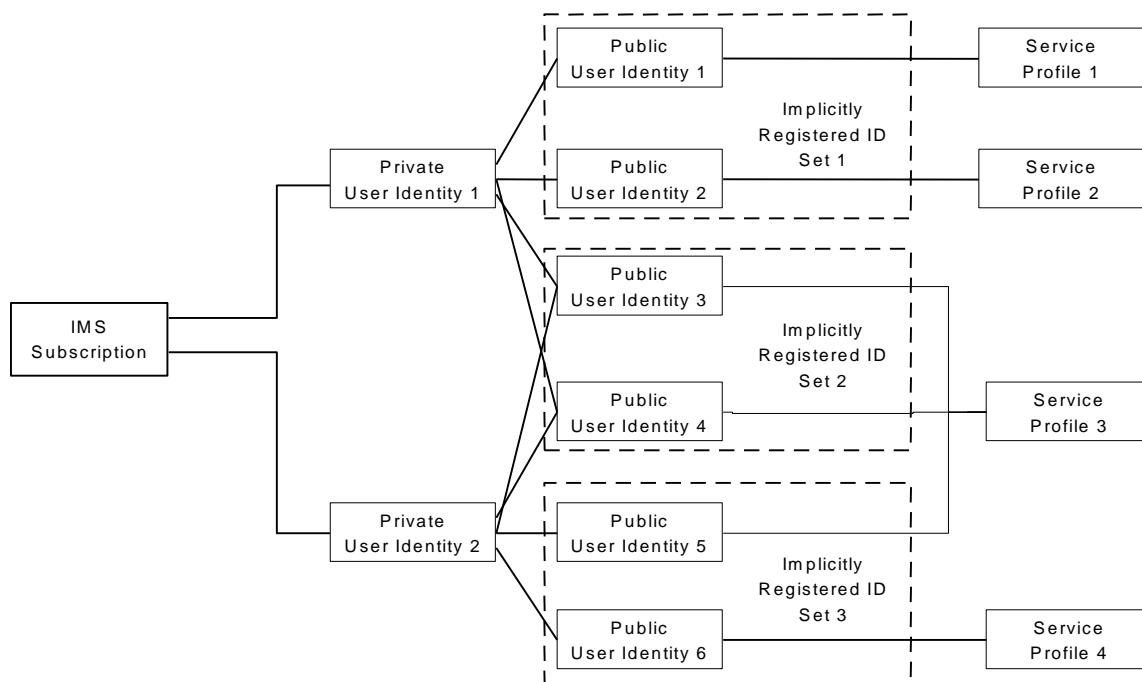 IMS
Subscription
Private
User Identity 1
Private
User Identity 2
Public
User Identity 1
Public
User Identity 2
Implicitly
Registered ID
Set 1
Public
User Identity 3
Public
User Identity 4
Implicitly
Registered ID
Set 2
Public
User Identity 5
Public
User Identity 6
Implicitly
Registered ID
Set 3
Service
Profile 1
Service
Profile 2
Service
Profile 3
Service
Profile 4